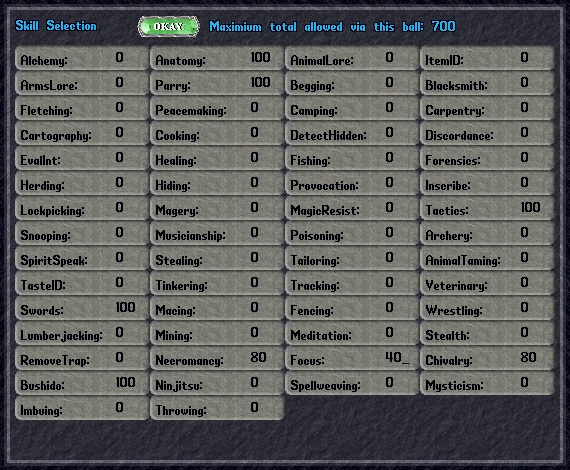 Skill Selection OKAY Maximium total allowed via this ball: 700
Alchemy: 0 Anatomy: 100 AnimalLore: 0 ItemID: 0
ArmsLore: 0 Parry: 100 Begging: 0 Blacksmith: 0
Fletching: 0 Peacemaking: 0 Camping: 0 Carpentry: 0
Cartography: 0 Cooking: 0 DetectHidden: 0 Discordance: 0
EvalInt: 0 Healing: 0 Fishing: 0 Forensics: 0
Herding: 0 Hiding: 0 Provocation: 0 Inscribe: 0
Lockpicking: 0 Magery: 0 MagicResist: 0 Tactics: 100
Snooping: 0 Musicianship: 0 Poisoning: 0 Archery: 0
SpiritSpeak: 0 Stealing: 0 Tailoring: 0 AnimalTaming: 0
TasteID: 0 Tinkering: 0 Tracking: 0 Veterinary: 0
Swords: 100 Macing: 0 Fencing: 0 Wrestling: 0
Lumberjacking: 0 Mining: 0 Meditation: 0 Stealth: 0
RemoveTrap: 0 Necromancy: 80 Focus: 40_ Chivalry: 80
Bushido: 100 Ninjitsu: 0 Spellweaving: 0 Mysticism: 0
Imbuing: 0 Throwing: 0